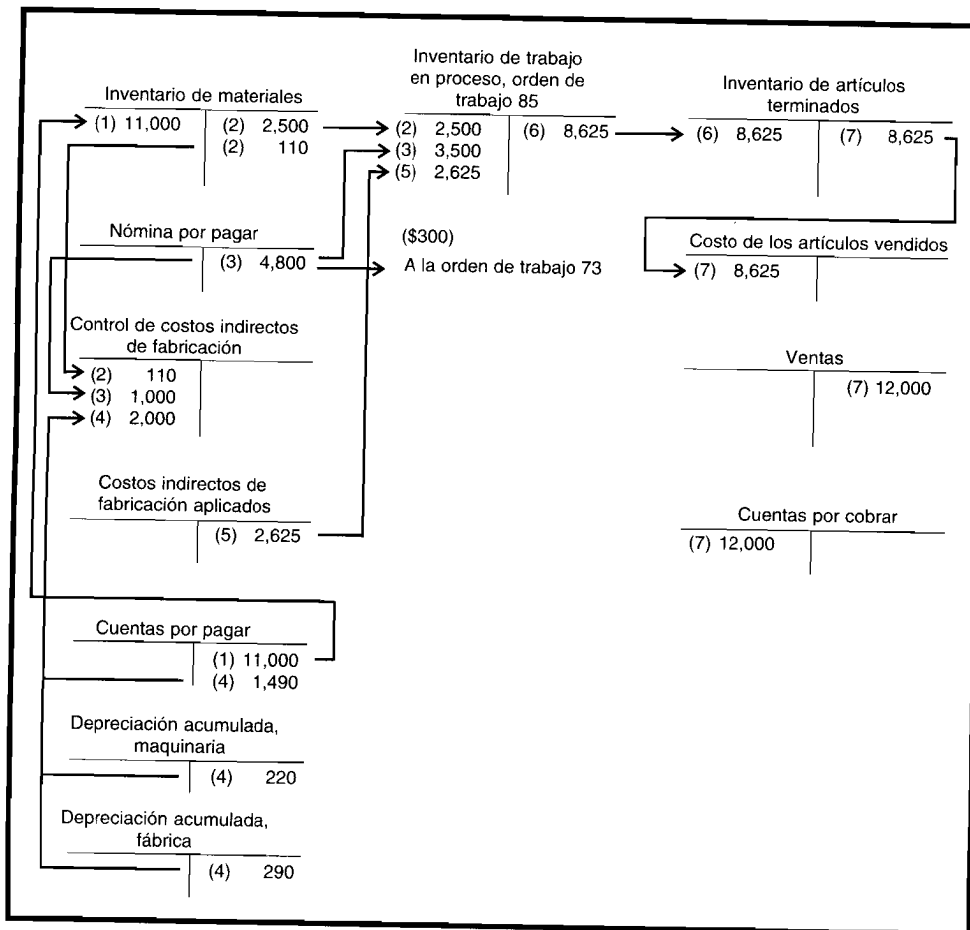 Inventario de materiales
(1) 11,000 (2) 2,500
(2) 110
Inventario de trabajo
en proceso, orden de
trabajo 85
(2) 2,500 (6) 8,625
(3) 3,500
(5) 2,625
Inventario de artículos
terminados
(6) 8,625 (7) 8,625
Nómina por pagar
(3) 4,800
($300)
A la orden de trabajo 73
Costo de los artículos vendidos
(7) 8,625
Control de costos indirectos
de fabricación
(2) 110
(3) 1,000
(4) 2,000
Ventas
(7) 12,000
Costos indirectos de
fabricación aplicados
(5) 2,625
Cuentas por cobrar
(7) 12,000
Cuentas por pagar
(1) 11,000
(4) 1,490
Depreciación acumulada,
maquinaria
(4) 220
Depreciación acumulada,
fábrica
(4) 290